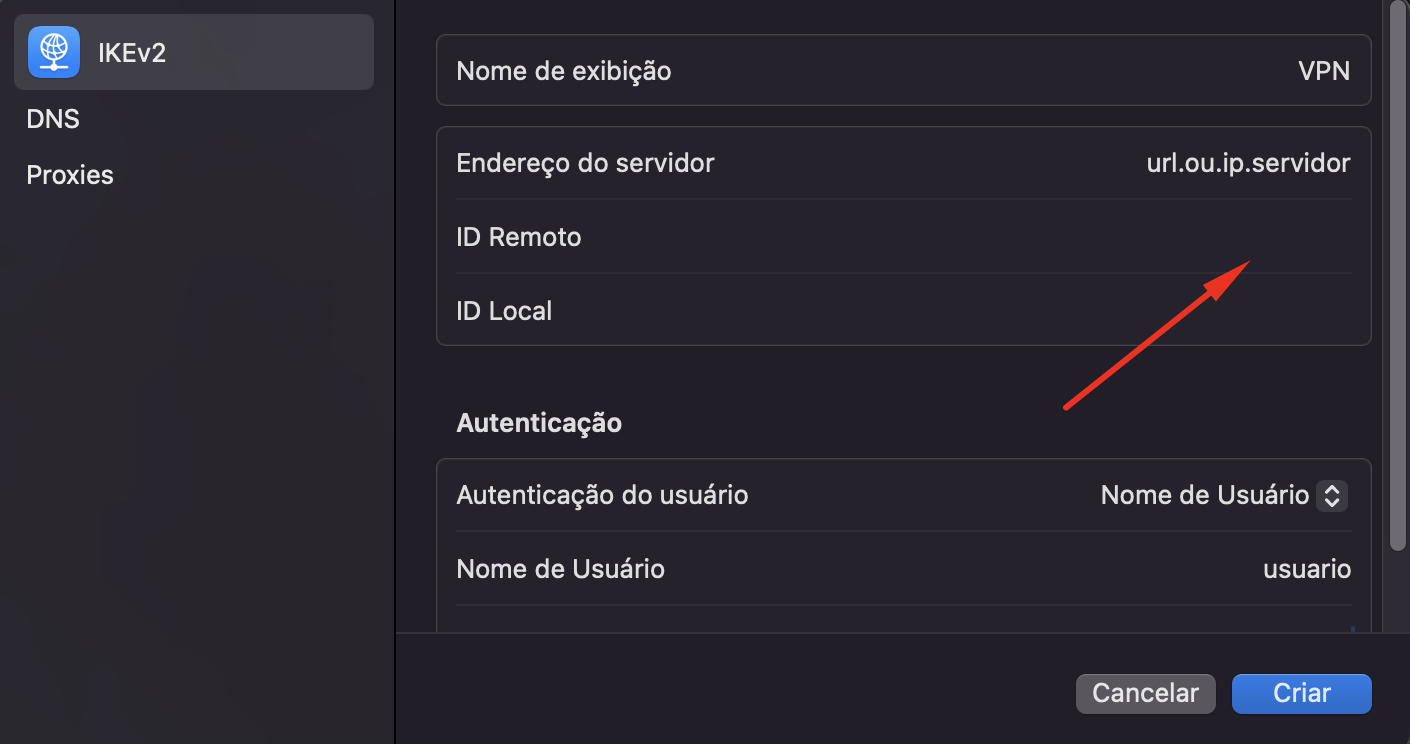 IKEv2
DNS
Proxies
Nome de exibição VPN
Endereço do servidor url.ou.ip.servidor
ID Remoto
ID Local
Autenticação
Autenticação do usuário Nome de Usuário
Nome de Usuário usuario
Cancelar Criar